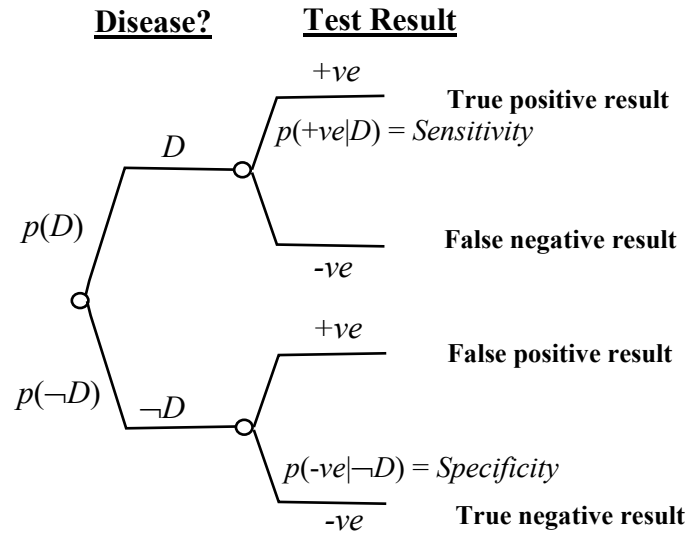 Disease? Test Result
+ve
True positive result
p(+ve|D) = Sensitivity
D
p(D)
False negative result
-ve
+ve
False positive result
p(¬D) ¬D
p(-ve|¬D) = Specificity
True negative result
-ve